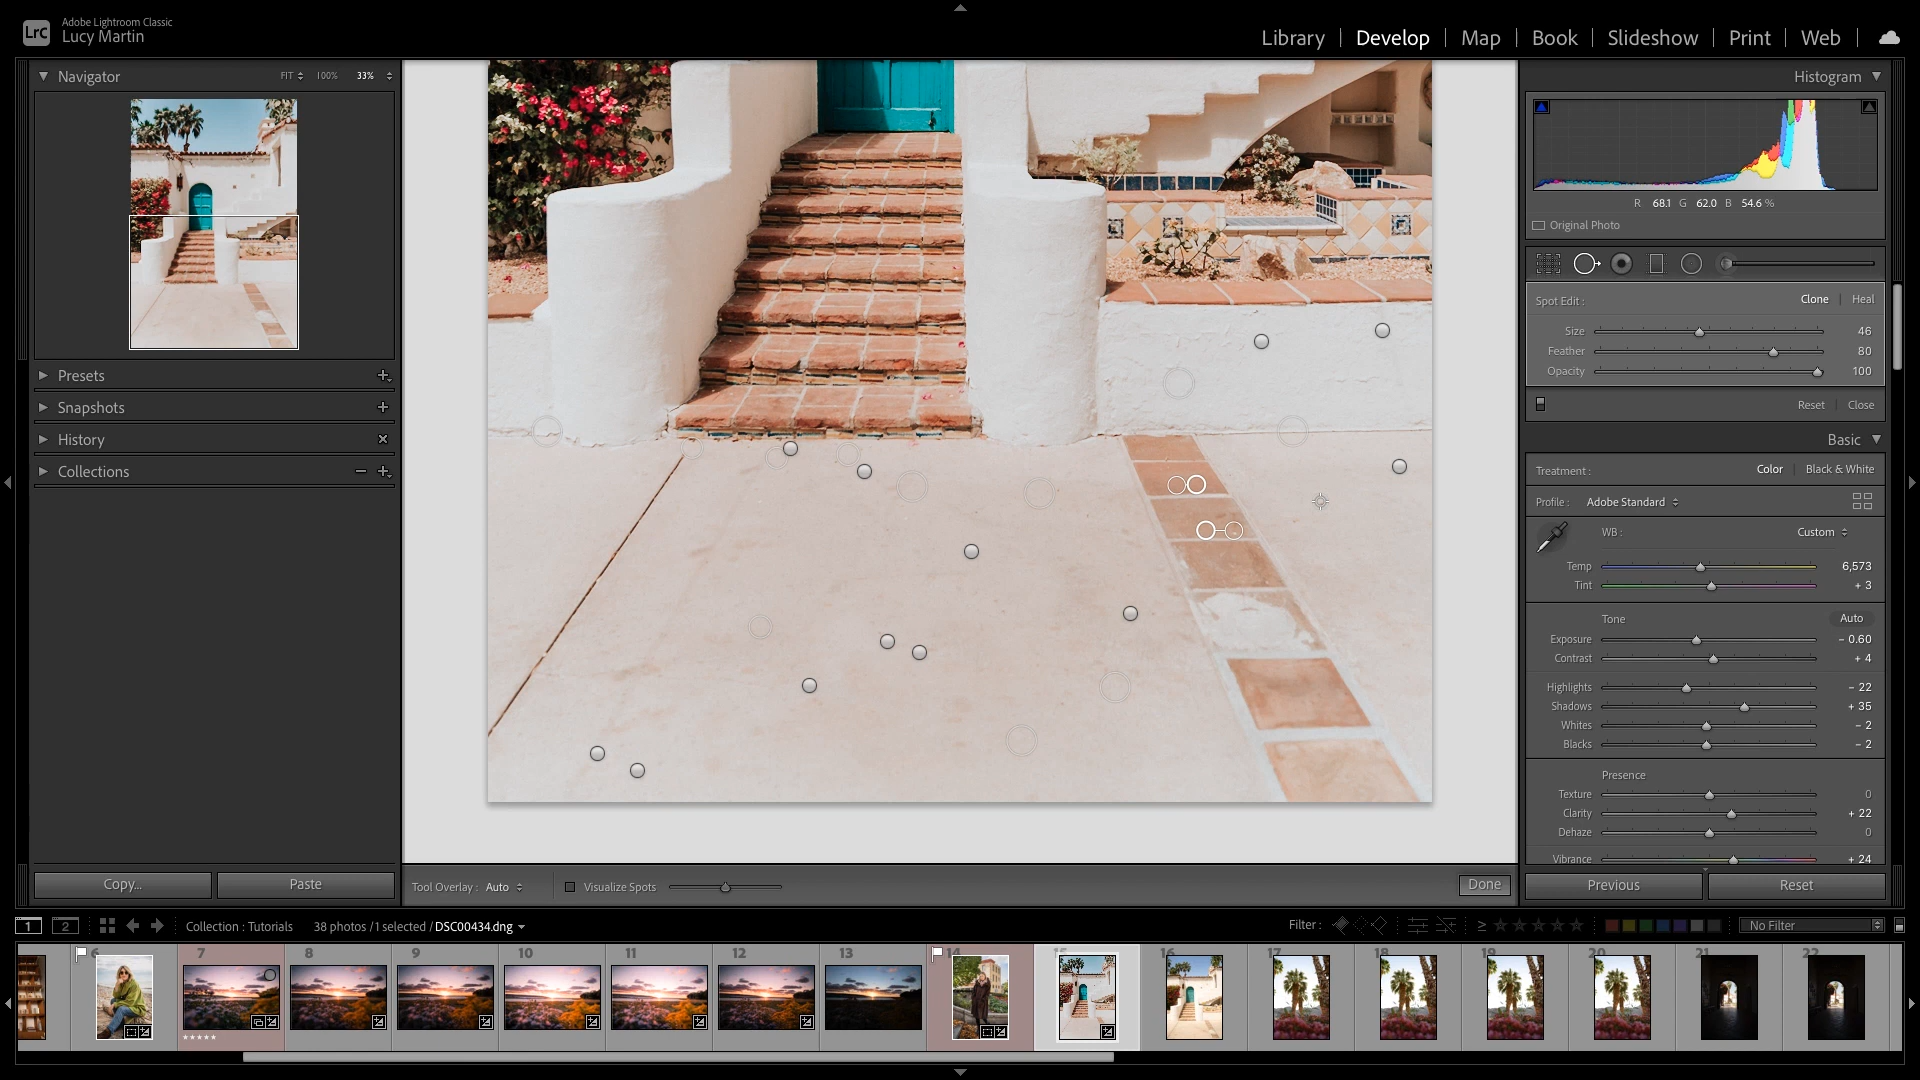 LrC
Adobe Lightroom Classic
Lucy Martin
Library | Develop | Map | Book | Slideshow | Print | Web
Navigator FIT 100% 33%
Presets
Snapshots
History
Collections
Copy... Paste
Tool Overlay : Auto Visualize Spots Done
Histogram
R 68.1 G 62.0 B 54.6 %
Original Photo
Spot Edit : Clone | Heal
Size 46
Feather 80
Opacity 100
Reset | Close
Basic
Treatment : Color | Black & White
Profile : Adobe Standard
WB : Custom
Temp 6,573
Tint + 3
Tone Auto
Exposure – 0.60
Contrast + 4
Highlights – 22
Shadows + 35
Whites – 2
Blacks – 2
Presence
Texture 0
Clarity + 22
Dehaze 0
Vibrance + 24
Previous Reset
1 2 Collection : Tutorials 38 photos / 1 selected / DSC00434.dng Filter : ≥ ★★★★★ No Filter
6 7 8 9 10 11 12 13 14 15 16 17 18 19 20 21 22
★★★★★